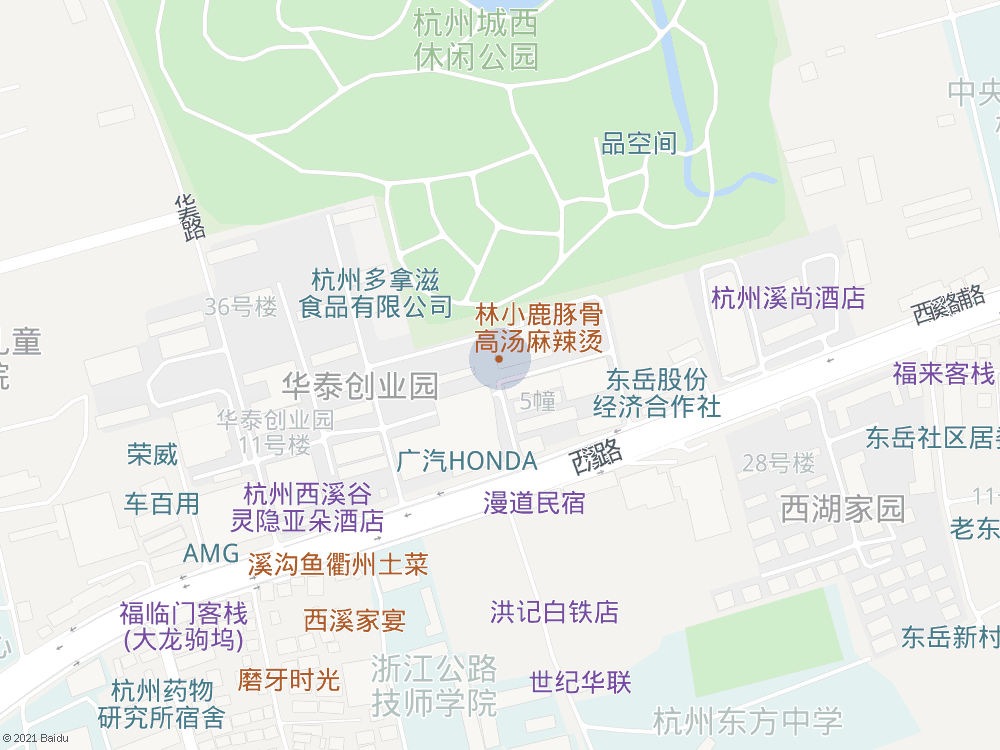 杭州城西
休闲公园
中央
品空间
华泰路
杭州多拿滋
食品有限公司
36号楼
林小鹿豚骨
高汤麻辣烫
杭州溪尚酒店
西溪路辅路
儿童
院
福来客栈
华泰创业园
5幢
东岳股份
经济合作社
华泰创业园
11号楼
东岳社区居委
荣威
广汽HONDA
西溪路
28号楼
车百用
杭州西溪谷
灵隐亚朵酒店
漫道民宿
西湖家园
11
老东
AMG
溪沟鱼衢州土菜
福临门客栈
(大龙驹坞)
西溪家宴
洪记白铁店
东岳新村
心
磨牙时光
浙江公路
技师学院
世纪华联
杭州药物
研究所宿舍
杭州东方中学
© 2021 Baidu